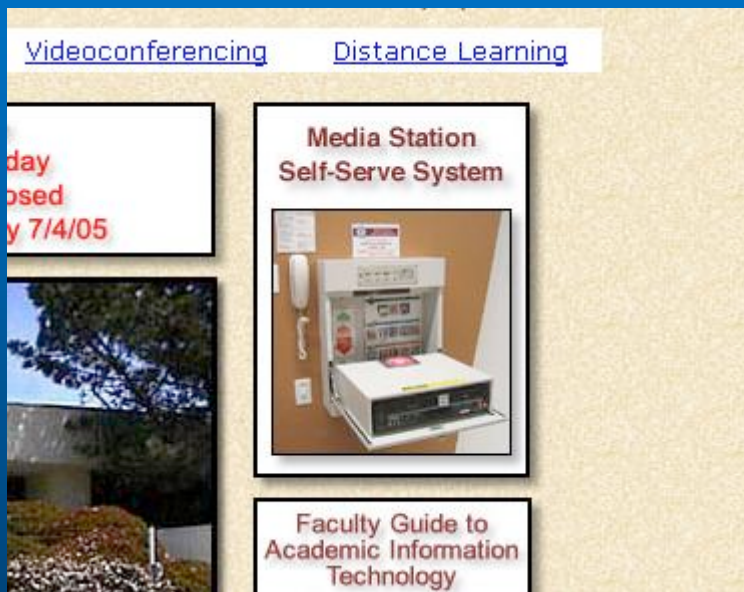 Videoconferencing
Distance Learning
day
osed
y 7/4/05
Media Station
Self-Serve System
Faculty Guide to
Academic Information
Technology